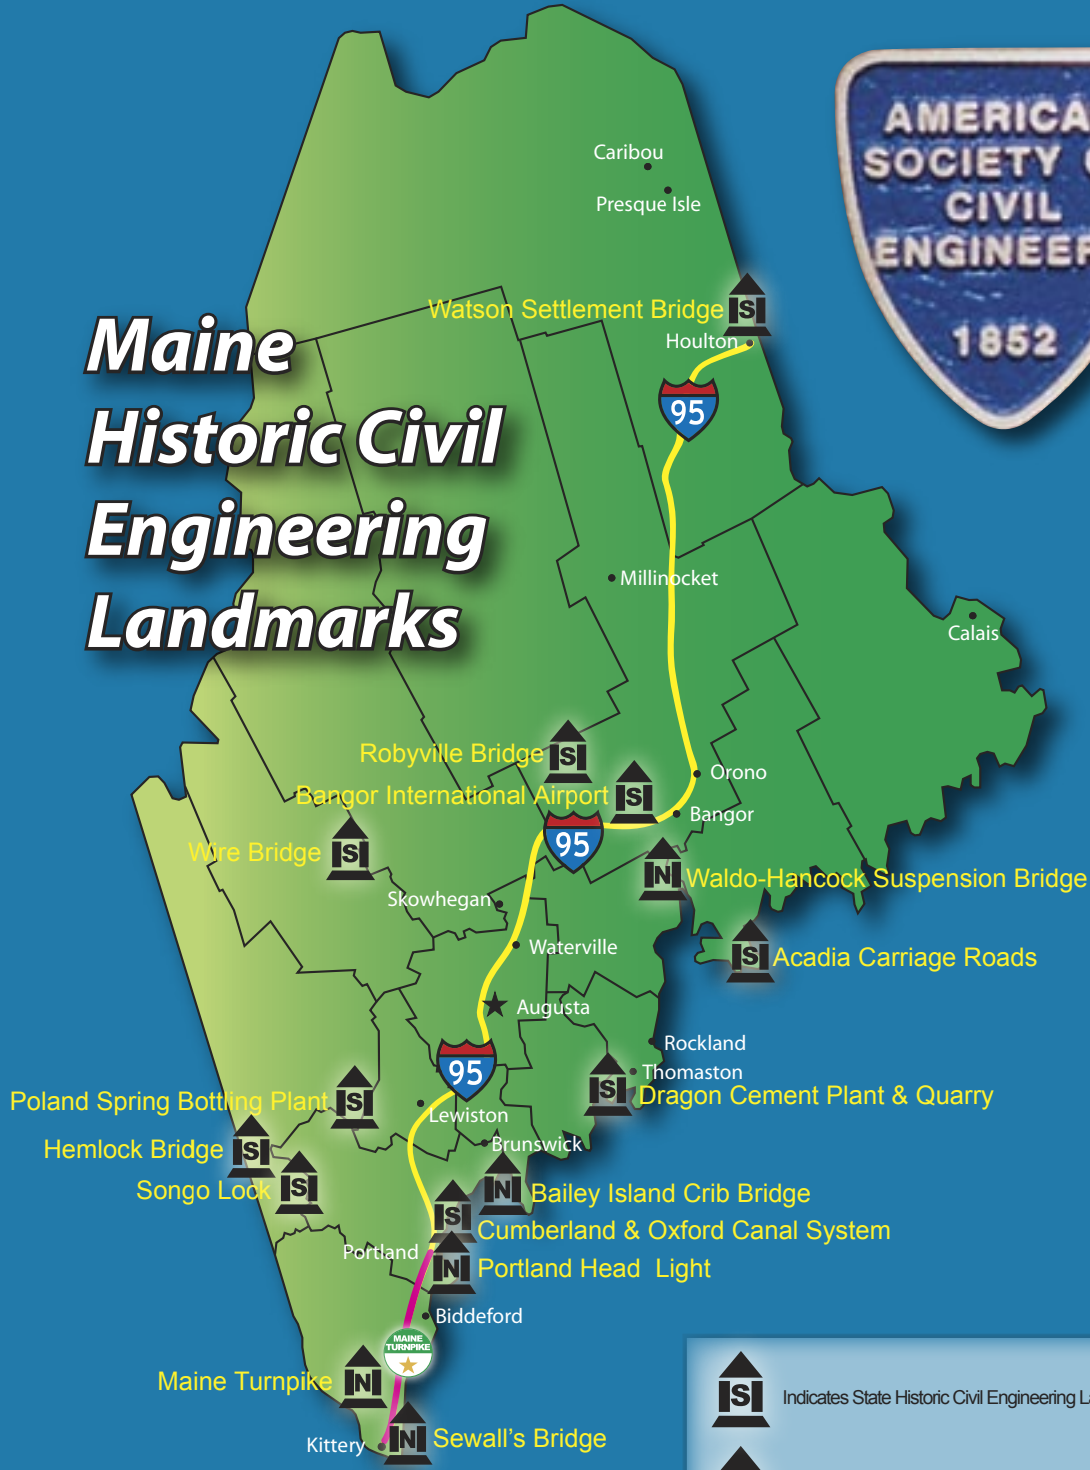 AMERICA
SOCIETY
CIVIL
ENGINEER
1852
Maine
Historic Civil
Engineering
Landmarks
Caribou
Presque Isle
Watson Settlement Bridge
S
Houlton
95
Millinocket
Calais
Robyville Bridge
S
Bangor International Airport
S
Orono
Bangor
95
Wire Bridge
S
N
Waldo-Hancock Suspension Bridge
Skowhegan
Waterville
S
Acadia Carriage Roads
Augusta
Rockland
95
Thomaston
S
Dragon Cement Plant & Quarry
Poland Spring Bottling Plant
S
Lewiston
Hemlock Bridge
S
Brunswick
Songo Lock
S
N
Bailey Island Crib Bridge
S
Cumberland & Oxford Canal System
Portland
N
Portland Head Light
Biddeford
MAINE
TURNPIKE
Maine Turnpike
N
Kittery
N
Sewall's Bridge
S
Indicates State Historic Civil Engineering La